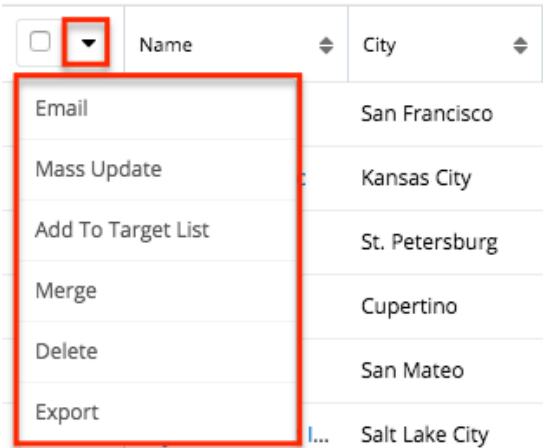 Name City
Email
San Francisco
Mass Update
Kansas City
Add To Target List
St. Petersburg
Merge
Cupertino
Delete
San Mateo
Export
Salt Lake City